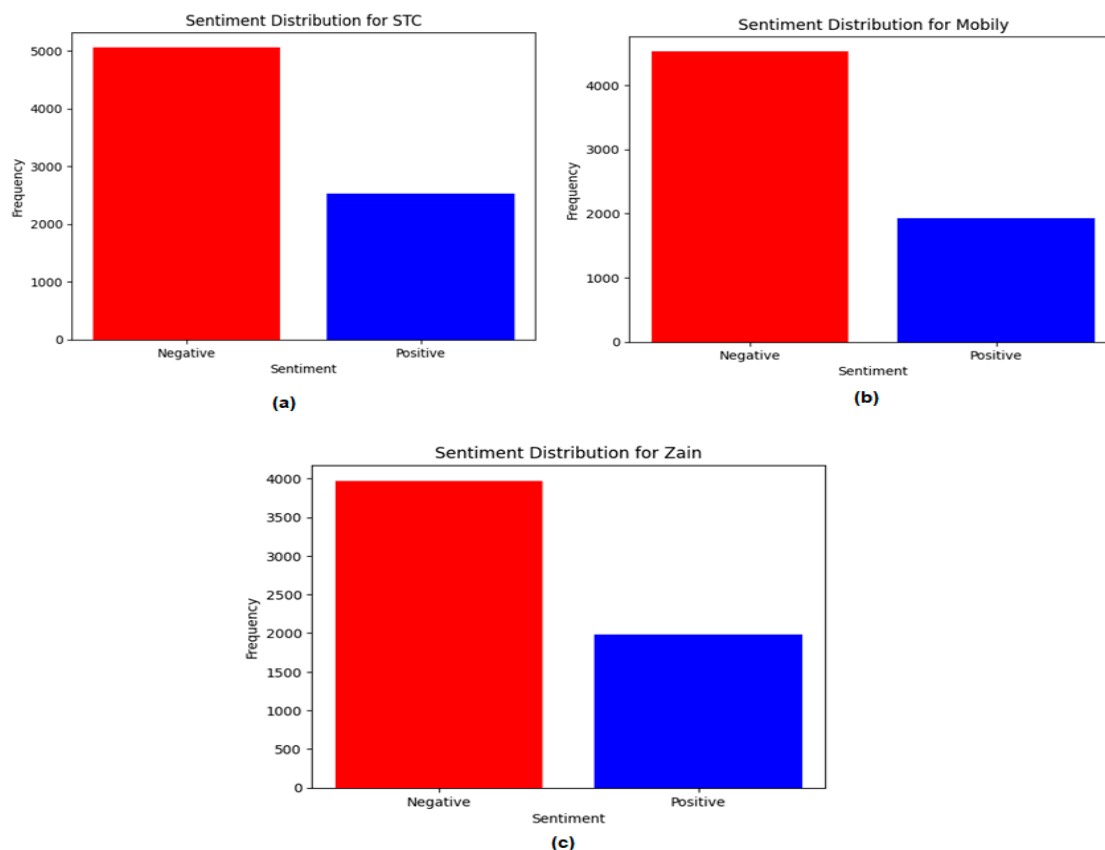 Sentiment Distribution for STC
Frequency
5000
4000
3000
2000
1000
0
Negative Positive
Sentiment
(a)
Sentiment Distribution for Mobily
Frequency
4000
3000
2000
1000
0
Negative Positive
Sentiment
(b)
Sentiment Distribution for Zain
Frequency
4000
3500
3000
2500
2000
1500
1000
500
0
Negative Positive
Sentiment
(c)